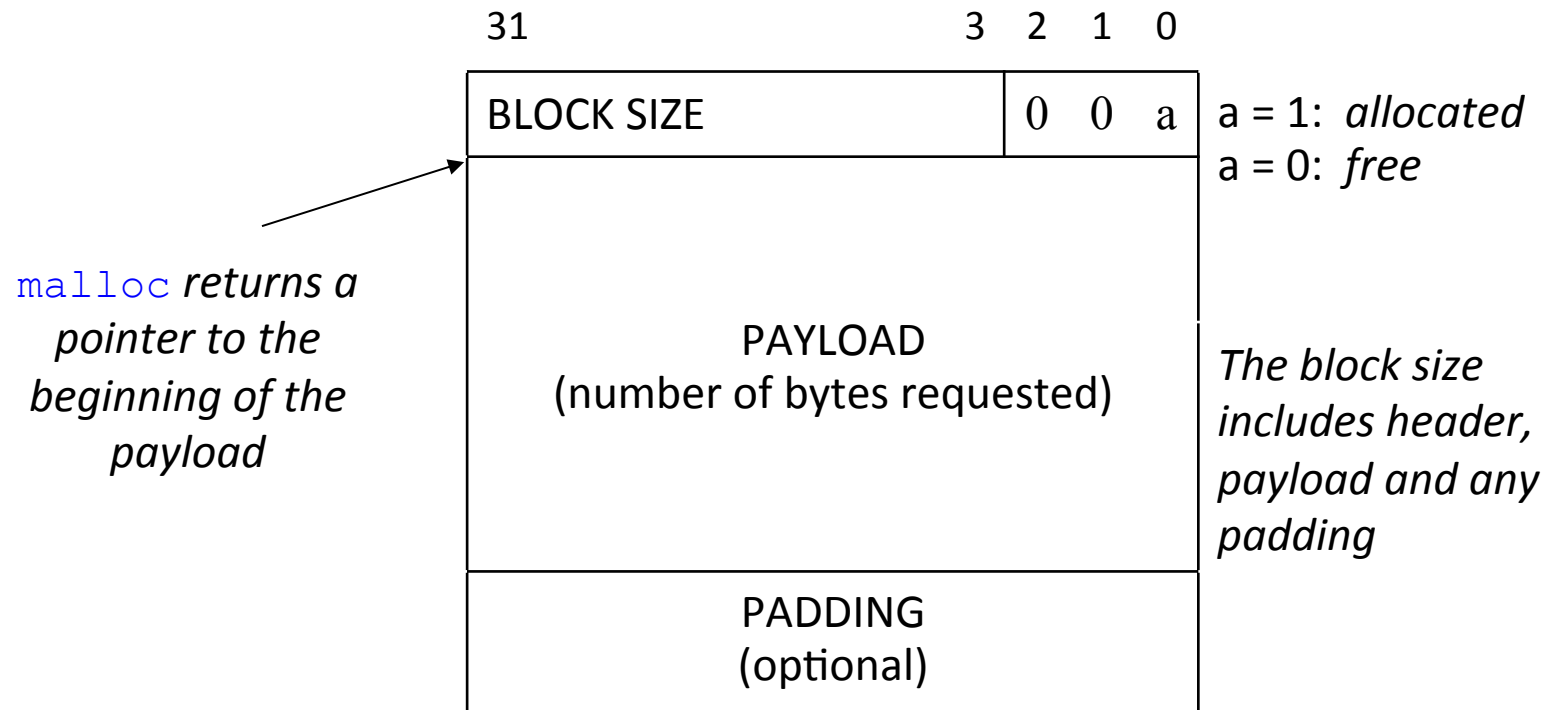 31 3 2 1 0
BLOCK SIZE 0 0 a
a = 1: allocated
a = 0: free
malloc returns a
pointer to the
beginning of the
payload
PAYLOAD
(number of bytes requested)
The block size
includes header,
payload and any
padding
PADDING
(optional)